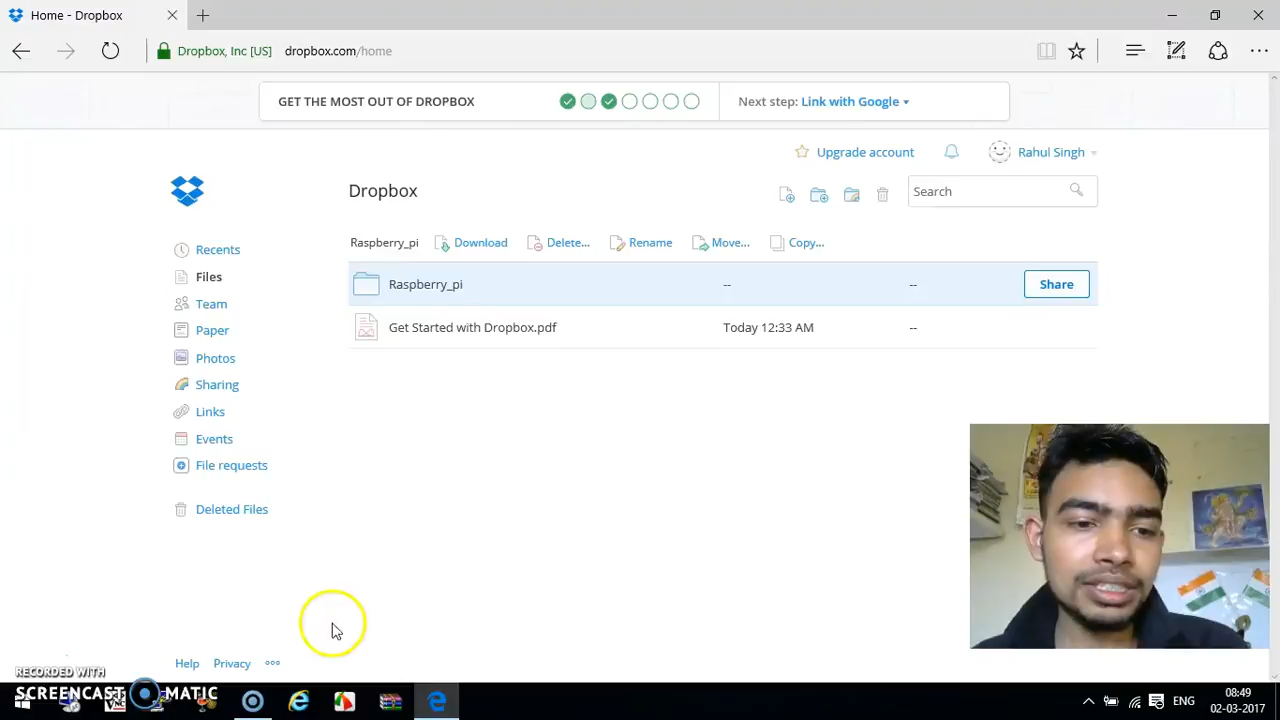 Home - Dropbox
Dropbox, Inc [US] dropbox.com/home
GET THE MOST OUT OF DROPBOX
Next step: Link with Google
Upgrade account
Rahul Singh
Dropbox
Search
Raspberry_pi Download Delete... Rename Move... Copy...
Recents
Files
Team
Paper
Photos
Sharing
Links
Events
File requests
Deleted Files
Raspberry_pi -- -- Share
Get Started with Dropbox.pdf Today 12:33 AM --
Help Privacy
RECORDED WITH
SCREENCAST MATIC
ENG
08:49
02-03-2017